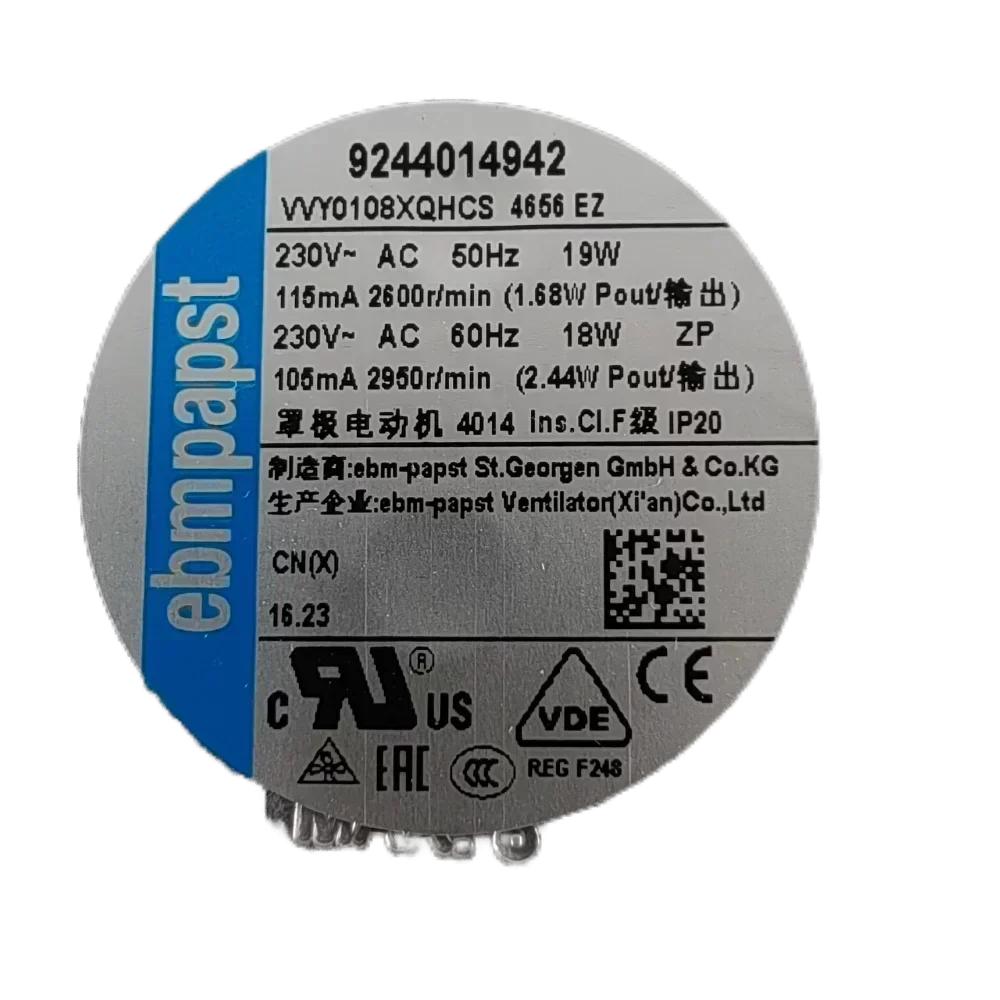 ebmpapst
9244014942
VVY0108XQHCS 4656 EZ
230V~ AC 50Hz 19W
115mA 2600r/min (1.68W Pout/输出)
230V~ AC 60Hz 18W ZP
105mA 2950r/min (2.44W Pout/输出)
罩极电动机 4014 Ins.Cl.F级 IP20
制造商:ebm-papst St.Georgen GmbH & Co.KG
生产企业:ebm-papst Ventilator(Xi'an)Co.,Ltd
CN(X)
16.23
C RU ® US
VDE
CE
EAC
CCC
REG F248